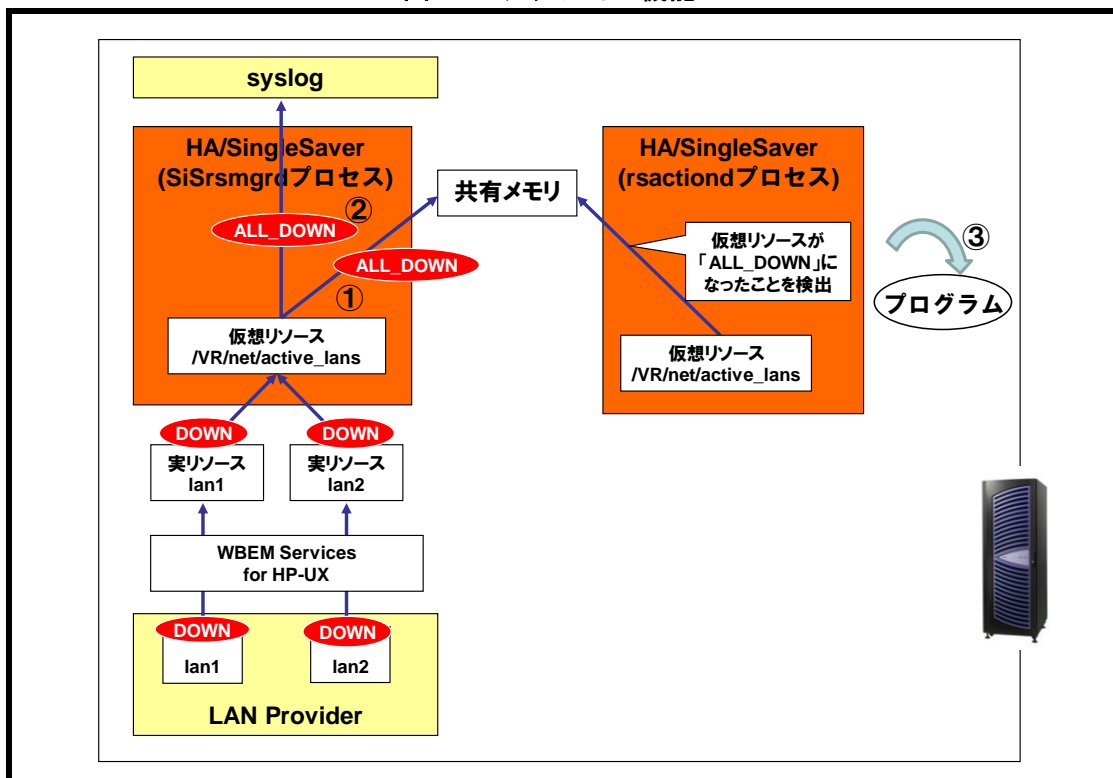 syslog
HA/SingleSaver
(SiSrsmgrdプロセス)
②
ALL_DOWN
ALL_DOWN
①
仮想リソース
/VR/net/active_lans
共有メモリ
HA/SingleSaver
(rsactiondプロセス)
仮想リソースが
「ALL_DOWN」に
なったことを検出
仮想リソース
/VR/net/active_lans
③
プログラム
DOWN
DOWN
実リソース
lan1
実リソース
lan2
WBEM Services
for HP-UX
DOWN
DOWN
lan1
lan2
LAN Provider